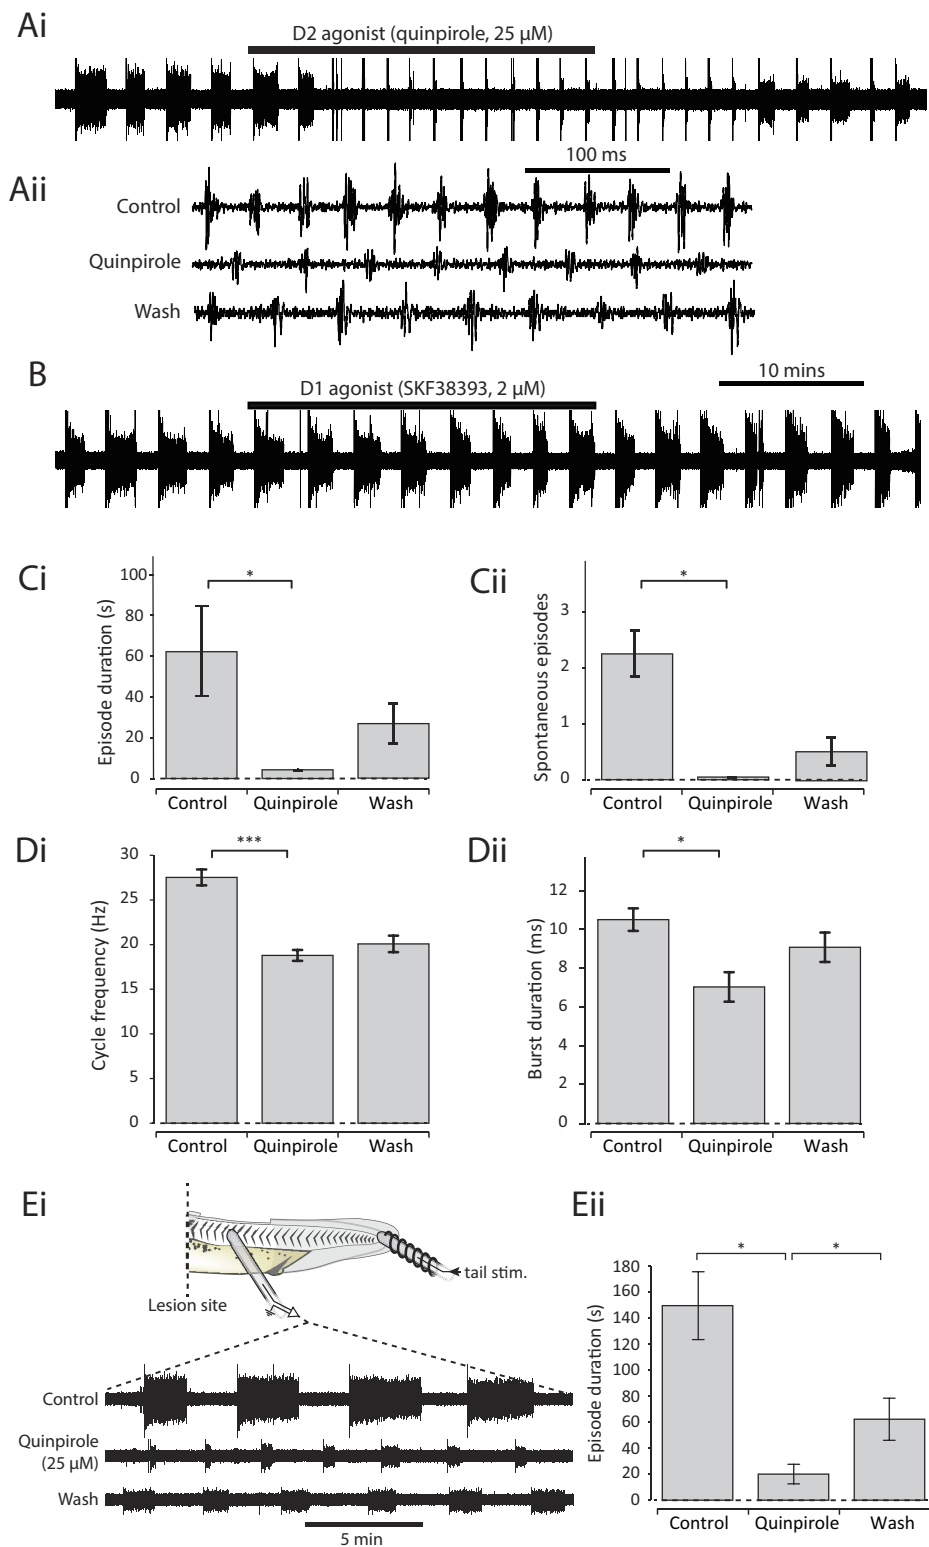 Ai
D2 agonist (quinpirole, 25 μM)
Aii
100 ms
Control
Quinpirole
Wash
B
D1 agonist (SKF38393, 2 μM)
10 mins
Ci
Episode duration (s)
100
80
60
40
20
0
*
Control Quinpirole Wash
Cii
Spontaneous episodes
3
2
1
0
*
Control Quinpirole Wash
Di
Cycle frequency (Hz)
30
25
20
15
10
5
0
***
Control Quinpirole Wash
Dii
Burst duration (ms)
12
10
8
6
4
2
0
*
Control Quinpirole Wash
Ei
Lesion site
tail stim.
Control
Quinpirole
(25 μM)
Wash
5 min
Eii
Episode duration (s)
180
160
140
120
100
80
60
40
20
0
* *
Control Quinpirole Wash